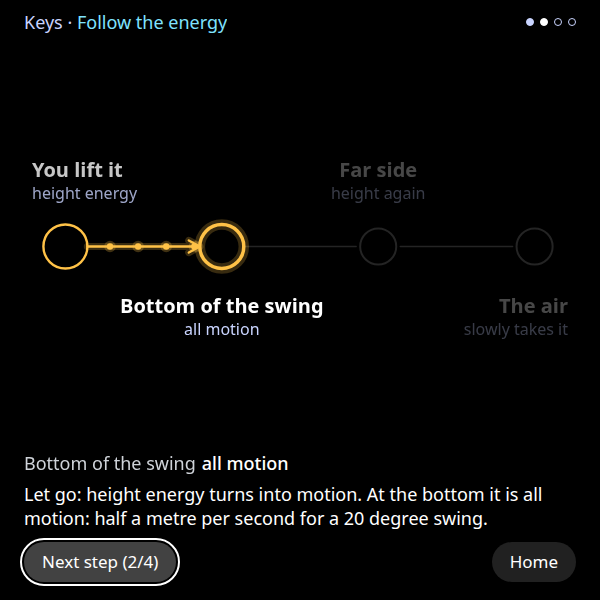 Keys · Follow the energy
You lift it
height energy
Far side
height again
Bottom of the swing
all motion
The air
slowly takes it
Bottom of the swing all motion
Let go: height energy turns into motion. At the bottom it is all
motion: half a metre per second for a 20 degree swing.
Next step (2/4)
Home